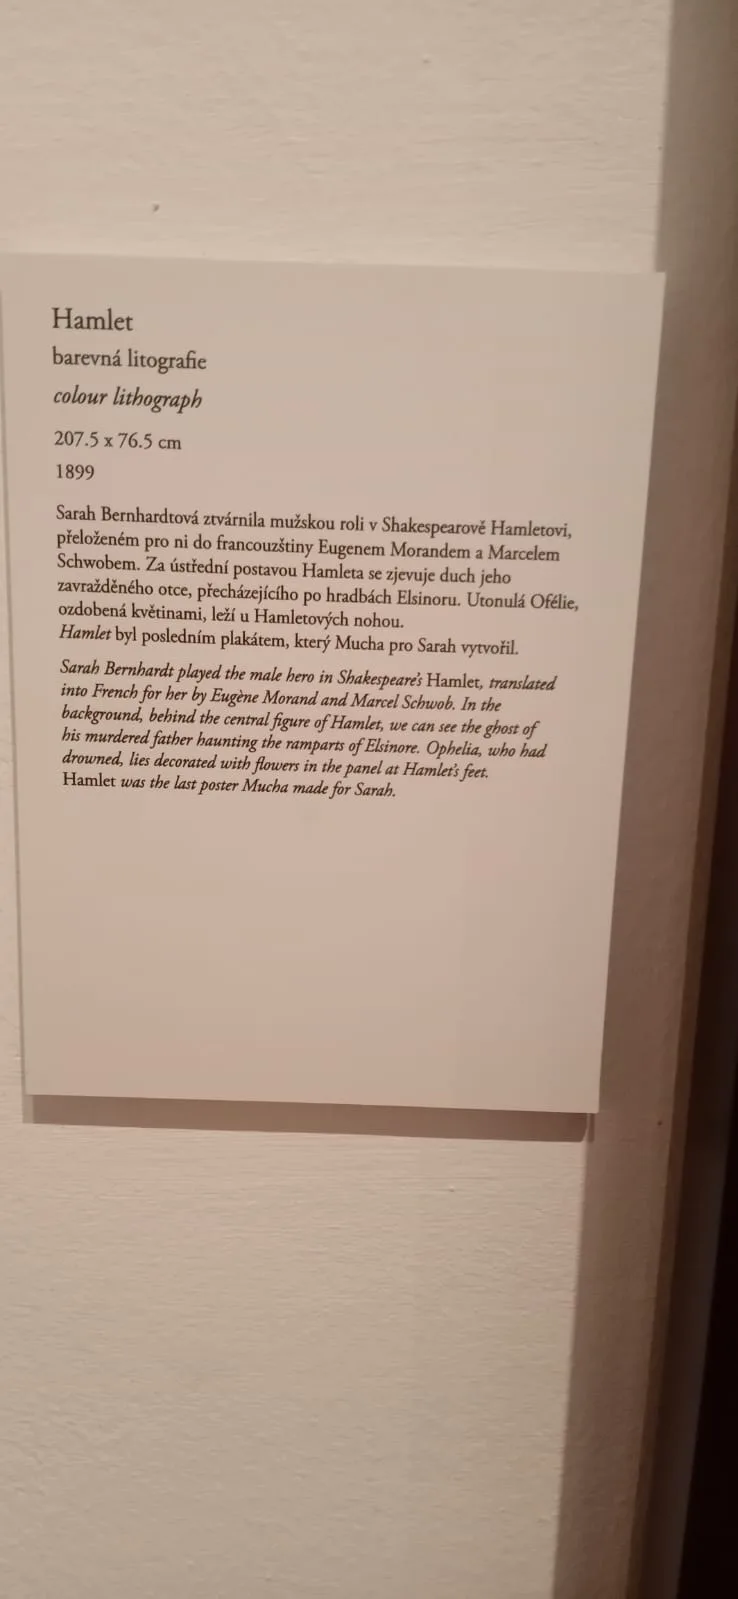 Hamlet
barevná litografie
colour lithograph
207.5 x 76.5 cm
1899
Sarah Bernhardtová ztvárnila mužskou roli v Shakespearově Hamletovi,
přeloženém pro ni do francouzštiny Eugenem Morandem a Marcelem
Schwobem. Za ústřední postavou Hamleta se zjevuje duch jeho
zavražděného otce, přecházejícího po hradbách Elsinoru. Utonulá Ofélie,
ozdobená květinami, leží u Hamletových nohou.
Hamlet byl posledním plakátem, který Mucha pro Sarah vytvořil.
Sarah Bernhardt played the male hero in Shakespeare's Hamlet, translated
into French for her by Eugène Morand and Marcel Schwob. In the
background, behind the central figure of Hamlet, we can see the ghost of
his murdered father haunting the ramparts of Elsinore. Ophelia, who had
drowned, lies decorated with flowers in the panel at Hamlet's feet.
Hamlet was the last poster Mucha made for Sarah.